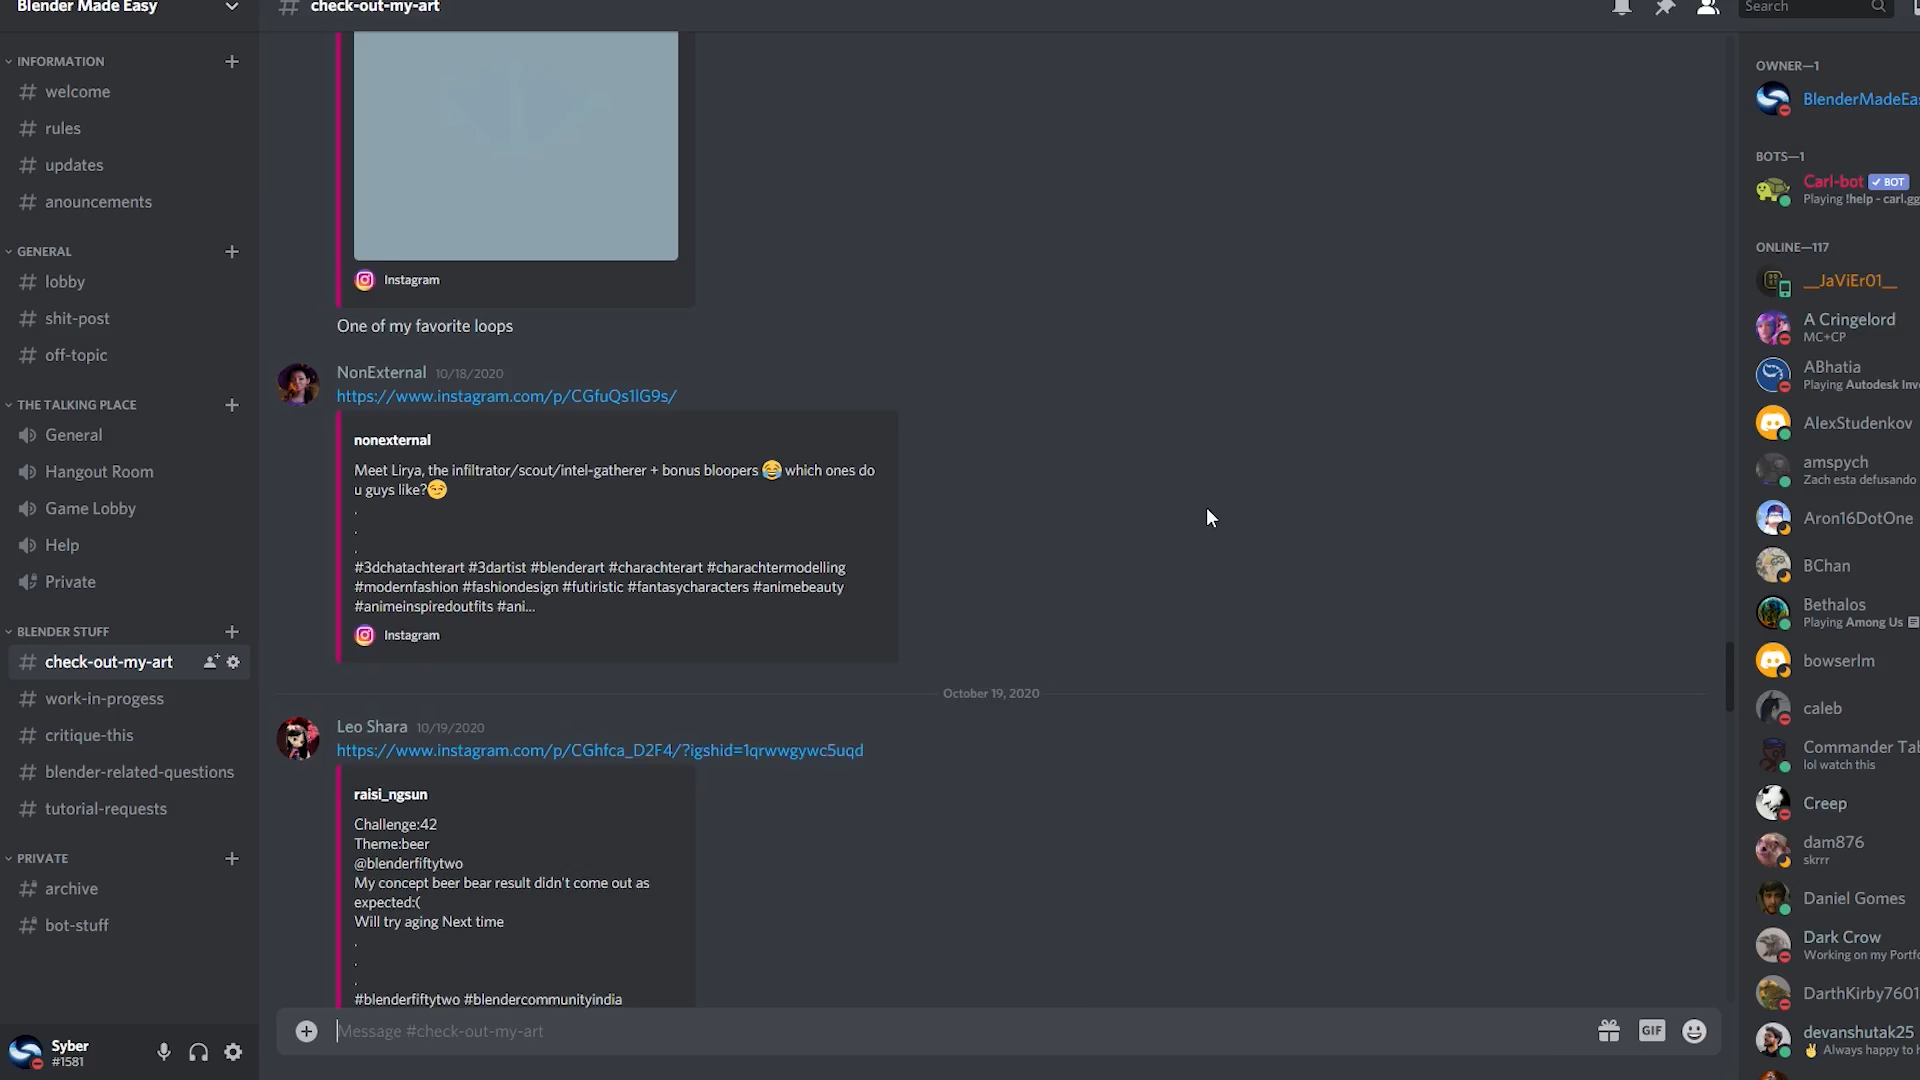 Blender Made Easy
INFORMATION
welcome
rules
updates
anouncements
GENERAL
lobby
shit-post
off-topic
THE TALKING PLACE
General
Hangout Room
Game Lobby
Help
Private
BLENDER STUFF
check-out-my-art
work-in-progess
critique-this
blender-related-questions
tutorial-requests
PRIVATE
archive
bot-stuff
Syber
#1581
check-out-my-art
Search
Instagram
One of my favorite loops
NonExternal 10/18/2020
https://www.instagram.com/p/CGfuQs1lG9s/
nonexternal
Meet Lirya, the infiltrator/scout/intel-gatherer + bonus bloopers 😂 which ones do
u guys like?😏
.
.
.
#3dchatachterart #3dartist #blenderart #charachterart #charachtermodelling
#modernfashion #fashiondesign #futiristic #fantasycharacters #animebeauty
#animeinspiredoutfits #ani...
Instagram
October 19, 2020
Leo Shara 10/19/2020
https://www.instagram.com/p/CGhfca_D2F4/?igshid=1qrwwgywc5uqd
raisi_ngsun
Challenge:42
Theme:beer
@blenderfiftytwo
My concept beer bear result didn't come out as
expected:(
Will try aging Next time
.
.
.
#blenderfiftytwo #blendercommunityindia
Message #check-out-my-art
GIF
OWNER—1
BlenderMadeEas
BOTS—1
Carl-bot ✓ BOT
Playing !help - carl.gg
ONLINE—117
__JaViEr01__
A Cringelord
MC+CP
ABhatia
Playing Autodesk Inv
AlexStudenkov
amspych
Zach esta defusando
Aron16DotOne
BChan
Bethalos
Playing Among Us
bowserlm
caleb
Commander Tab
lol watch this
Creep
dam876
skrrr
Daniel Gomes
Dark Crow
Working on my Portfo
DarthKirby7601
devanshutak25
✌ Always happy to h